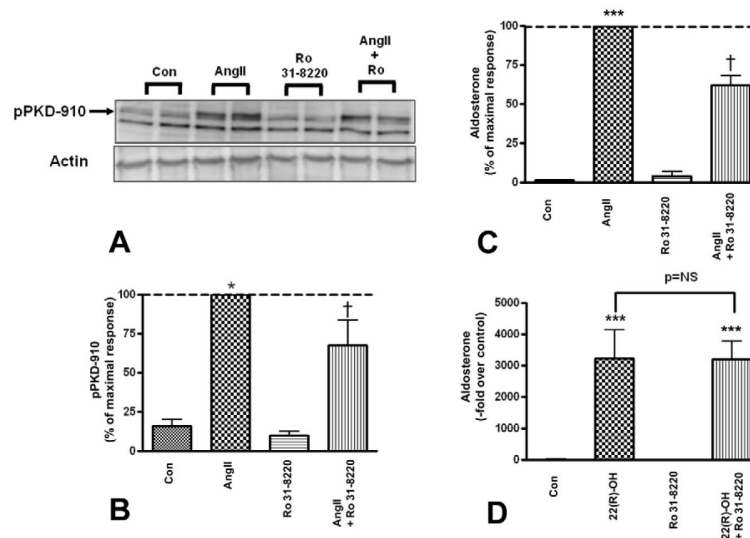 Con
AngII
Ro
31-8220
AngII
+
Ro
pPKD-910
Actin
A
pPKD-910
(% of maximal response)
100
75
50
25
0
*
†
Con
AngII
Ro 31-8220
AngII
+ Ro 31-8220
B
Aldosterone
(% of maximal response)
100
75
50
25
0
***
†
Con
AngII
Ro 31-8220
AngII
+ Ro 31-8220
C
p=NS
Aldosterone
(-fold over control)
5000
4000
3000
2000
1000
0
***
***
Con
22(R)-OH
Ro 31-8220
22(R)-OH
+ Ro 31-8220
D